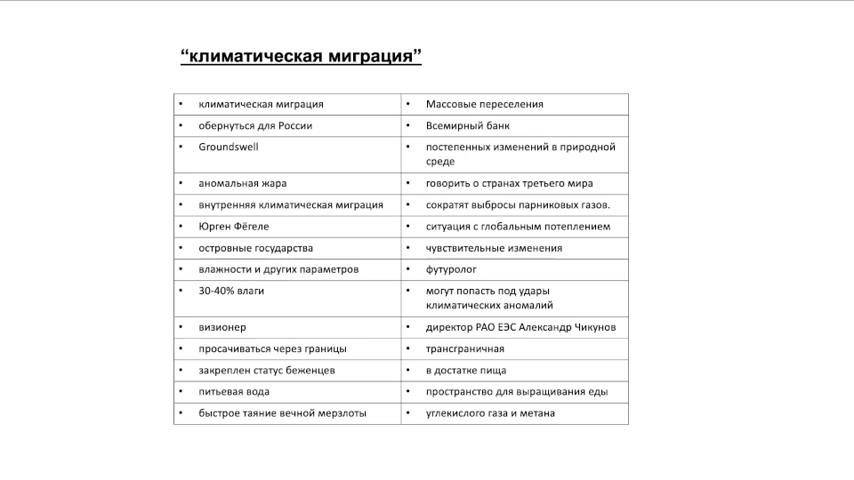 “климатическая миграция”
• климатическая миграция • Массовые переселения
• обернуться для России • Всемирный банк
• Groundswell • постепенных изменений в природной
среде
• аномальная жара • говорить о странах третьего мира
• внутренняя климатическая миграция • сократят выбросы парниковых газов.
• Юрген Фёгеле • ситуация с глобальным потеплением
• островные государства • чувствительные изменения
• влажности и других параметров • футуролог
• 30-40% влаги • могут попасть под удары
климатических аномалий
• визионер • директор РАО ЕЭС Александр Чикунов
• просачиваться через границы • трансграничная
• закреплен статус беженцев • в достатке пища
• питьевая вода • пространство для выращивания еды
• быстрое таяние вечной мерзлоты • углекислого газа и метана